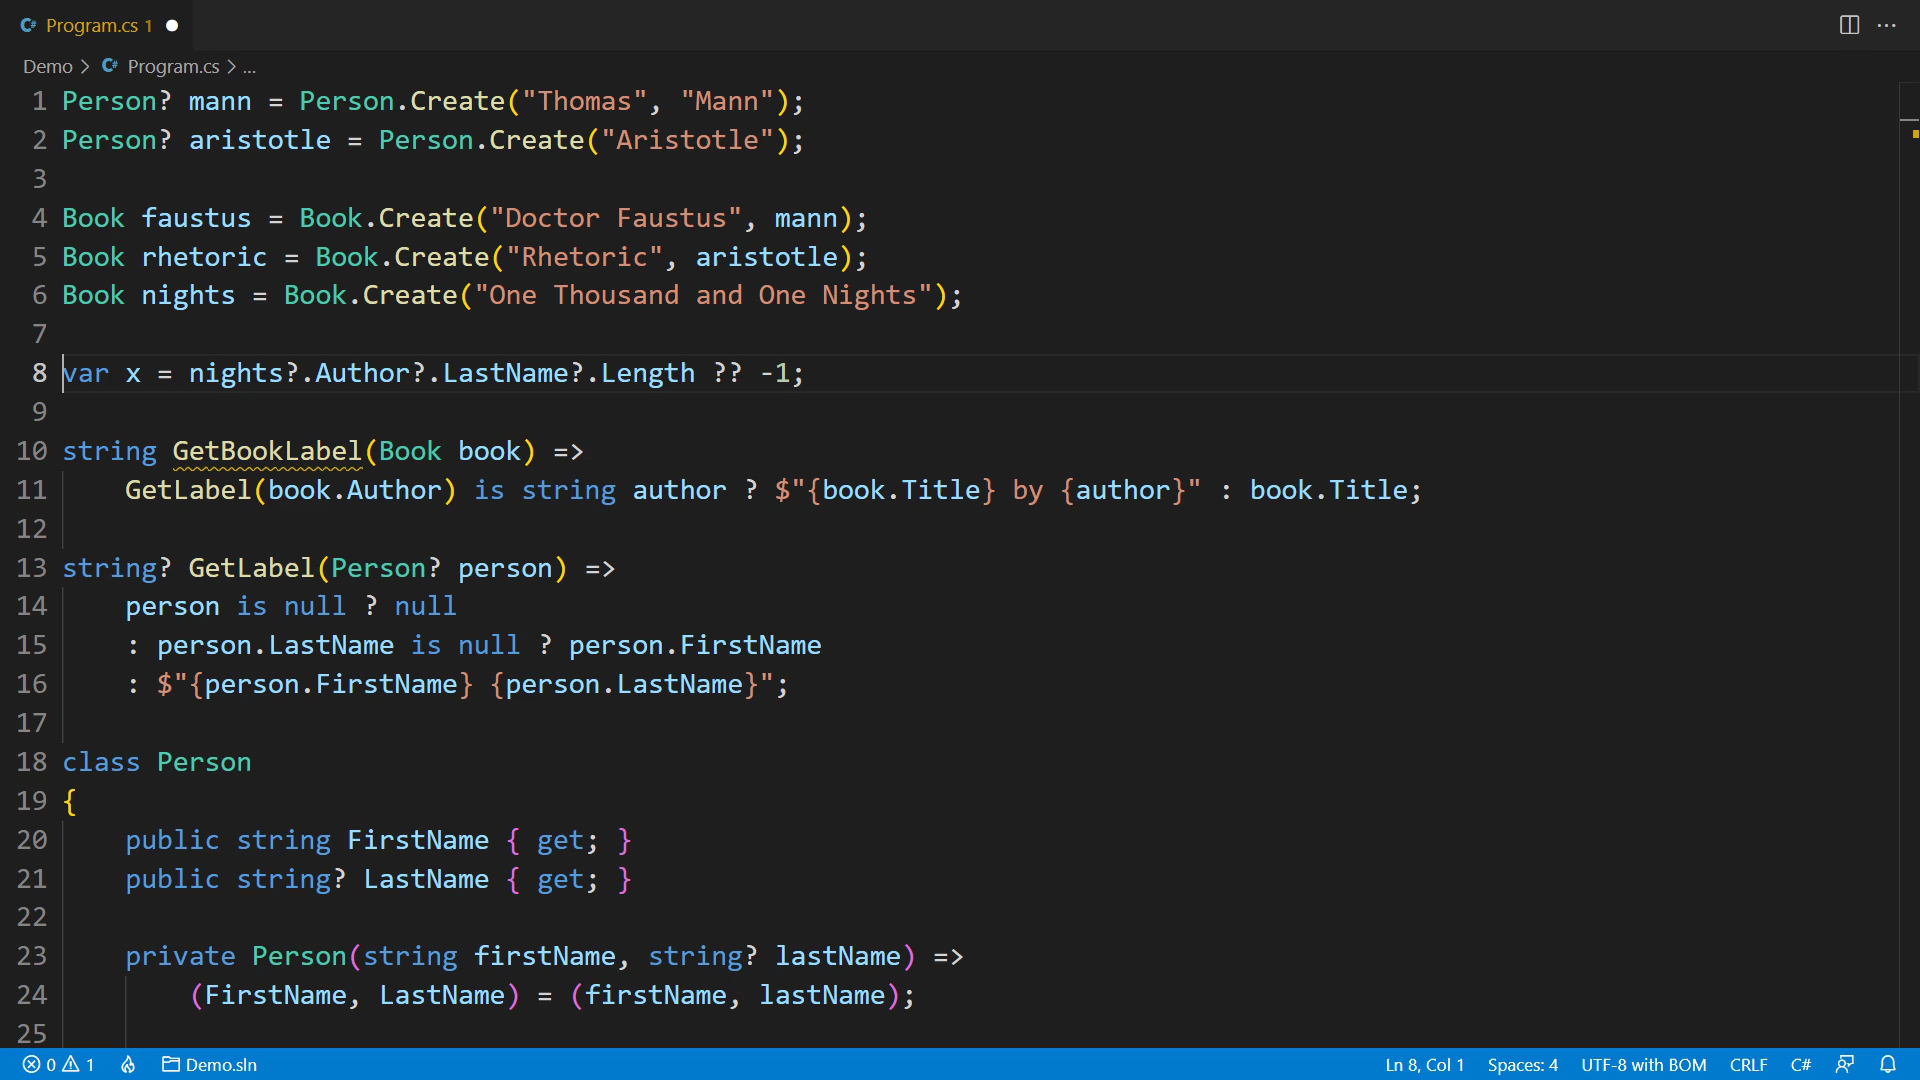 C# Program.cs 1
Demo > C# Program.cs > ...
1 Person? mann = Person.Create("Thomas", "Mann");
2 Person? aristotle = Person.Create("Aristotle");
3
4 Book faustus = Book.Create("Doctor Faustus", mann);
5 Book rhetoric = Book.Create("Rhetoric", aristotle);
6 Book nights = Book.Create("One Thousand and One Nights");
7
8 var x = nights?.Author?.LastName?.Length ?? -1;
9
10 string GetBookLabel(Book book) =>
11     GetLabel(book.Author) is string author ? $"{book.Title} by {author}" : book.Title;
12
13 string? GetLabel(Person? person) =>
14     person is null ? null
15     : person.LastName is null ? person.FirstName
16     : $"{person.FirstName} {person.LastName}";
17
18 class Person
19 {
20     public string FirstName { get; }
21     public string? LastName { get; }
22
23     private Person(string firstName, string? lastName) =>
24         (FirstName, LastName) = (firstName, lastName);
25
0 1 Demo.sln Ln 8, Col 1 Spaces: 4 UTF-8 with BOM CRLF C#